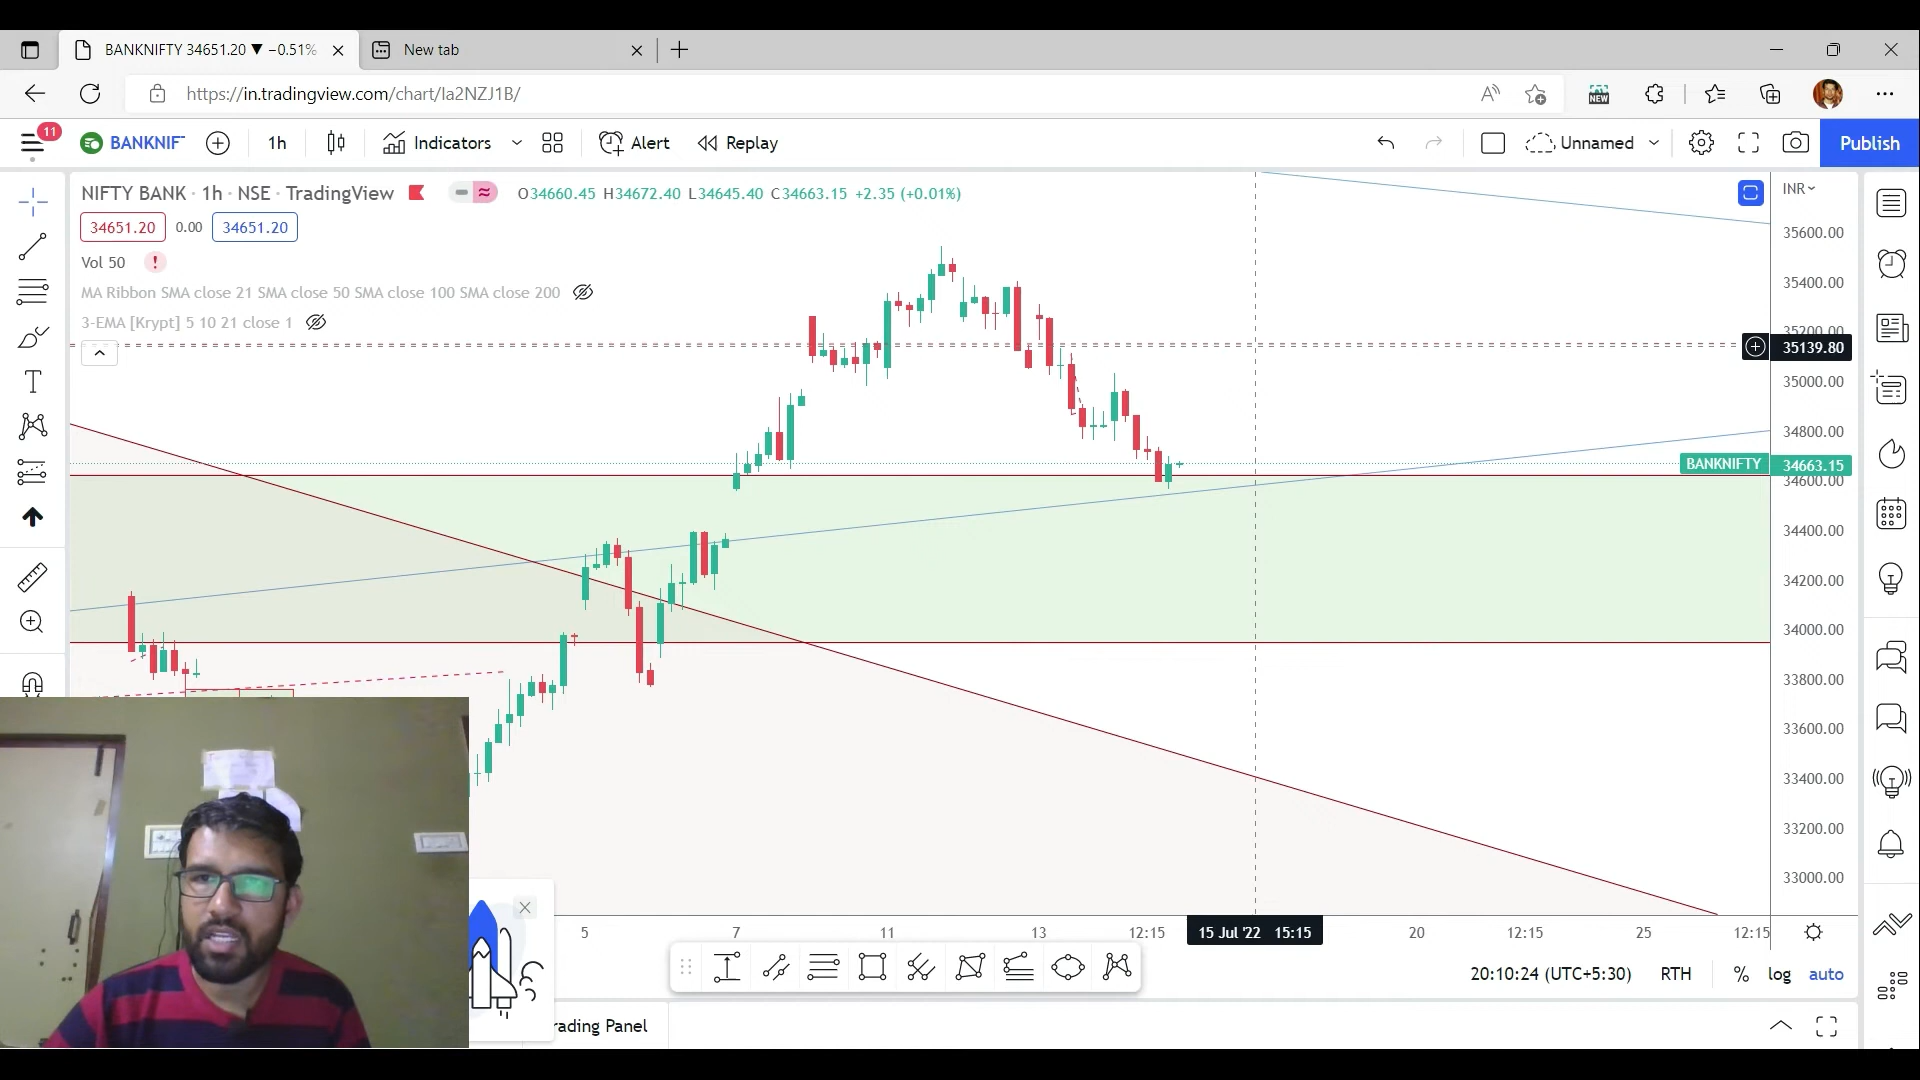 BANKNIFTY 34651.20 ▼ −0.51%
New tab
https://in.tradingview.com/chart/Ia2NZJ1B/
NEW
11
BANKNIF
1h
Indicators
Alert
Replay
Unnamed
Publish
NIFTY BANK · 1h · NSE · TradingView
O34660.45 H34672.40 L34645.40 C34663.15 +2.35 (+0.01%)
INR
34651.20 0.00 34651.20
Vol 50 !
MA Ribbon SMA close 21 SMA close 50 SMA close 100 SMA close 200
3-EMA [Krypt] 5 10 21 close 1
35600.00
35400.00
35200.00
35139.80
35000.00
34800.00
BANKNIFTY 34663.15
34600.00
34400.00
34200.00
34000.00
33800.00
33600.00
33400.00
33200.00
33000.00
5 7 11 13 12:15 15 Jul '22 15:15 20 12:15 25 12:15
20:10:24 (UTC+5:30) RTH % log auto
rading Panel